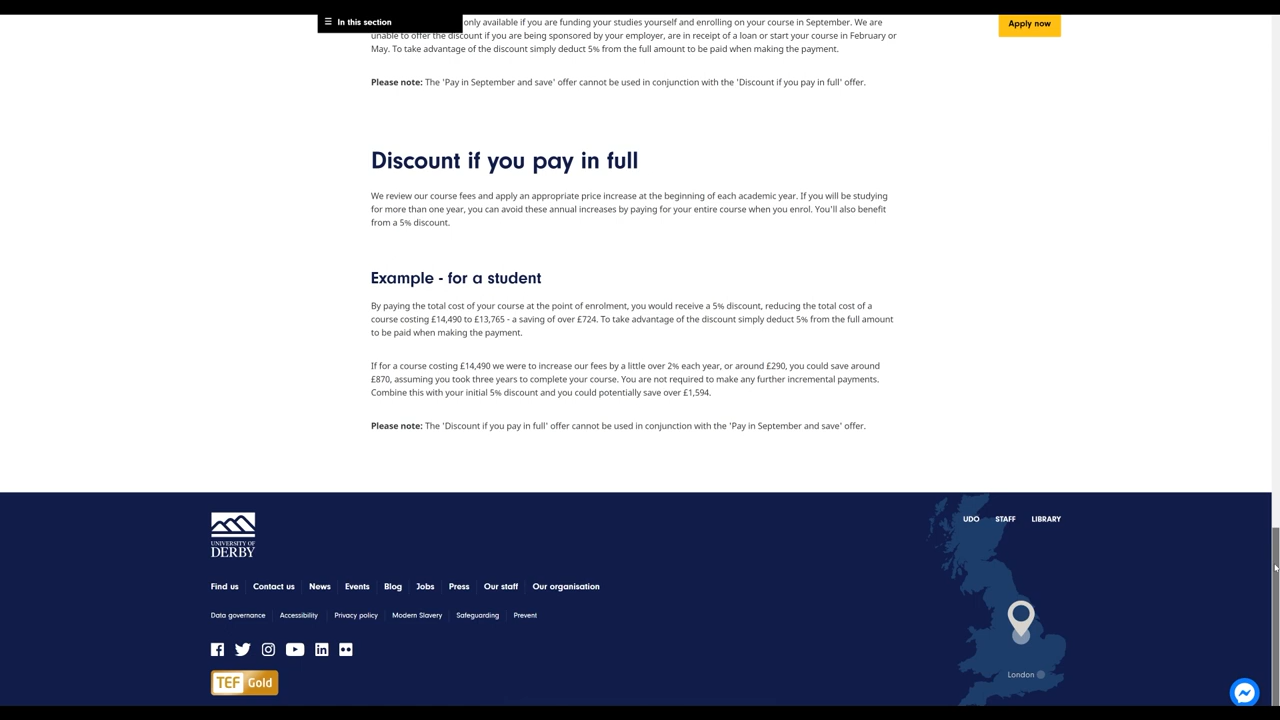 In this section
only available if you are funding your studies yourself and enrolling on your course in September. We are
Apply now
unable to offer the discount if you are being sponsored by your employer, are in receipt of a loan or start your course in February or
May. To take advantage of the discount simply deduct 5% from the full amount to be paid when making the payment.
Please note: The 'Pay in September and save' offer cannot be used in conjunction with the 'Discount if you pay in full' offer.
Discount if you pay in full
We review our course fees and apply an appropriate price increase at the beginning of each academic year. If you will be studying
for more than one year, you can avoid these annual increases by paying for your entire course when you enrol. You'll also benefit
from a 5% discount.
Example - for a student
By paying the total cost of your course at the point of enrolment, you would receive a 5% discount, reducing the total cost of a
course costing £14,490 to £13,765 - a saving of over £724. To take advantage of the discount simply deduct 5% from the full amount
to be paid when making the payment.
If for a course costing £14,490 we were to increase our fees by a little over 2% each year, or around £290, you could save around
£870, assuming you took three years to complete your course. You are not required to make any further incremental payments.
Combine this with your initial 5% discount and you could potentially save over £1,594.
Please note: The 'Discount if you pay in full' offer cannot be used in conjunction with the 'Pay in September and save' offer.
UNIVERSITY OF
DERBY
UDO STAFF LIBRARY
Find us Contact us News Events Blog Jobs Press Our staff Our organisation
Data governance Accessibility Privacy policy Modern Slavery Safeguarding Prevent
London
TEF Gold